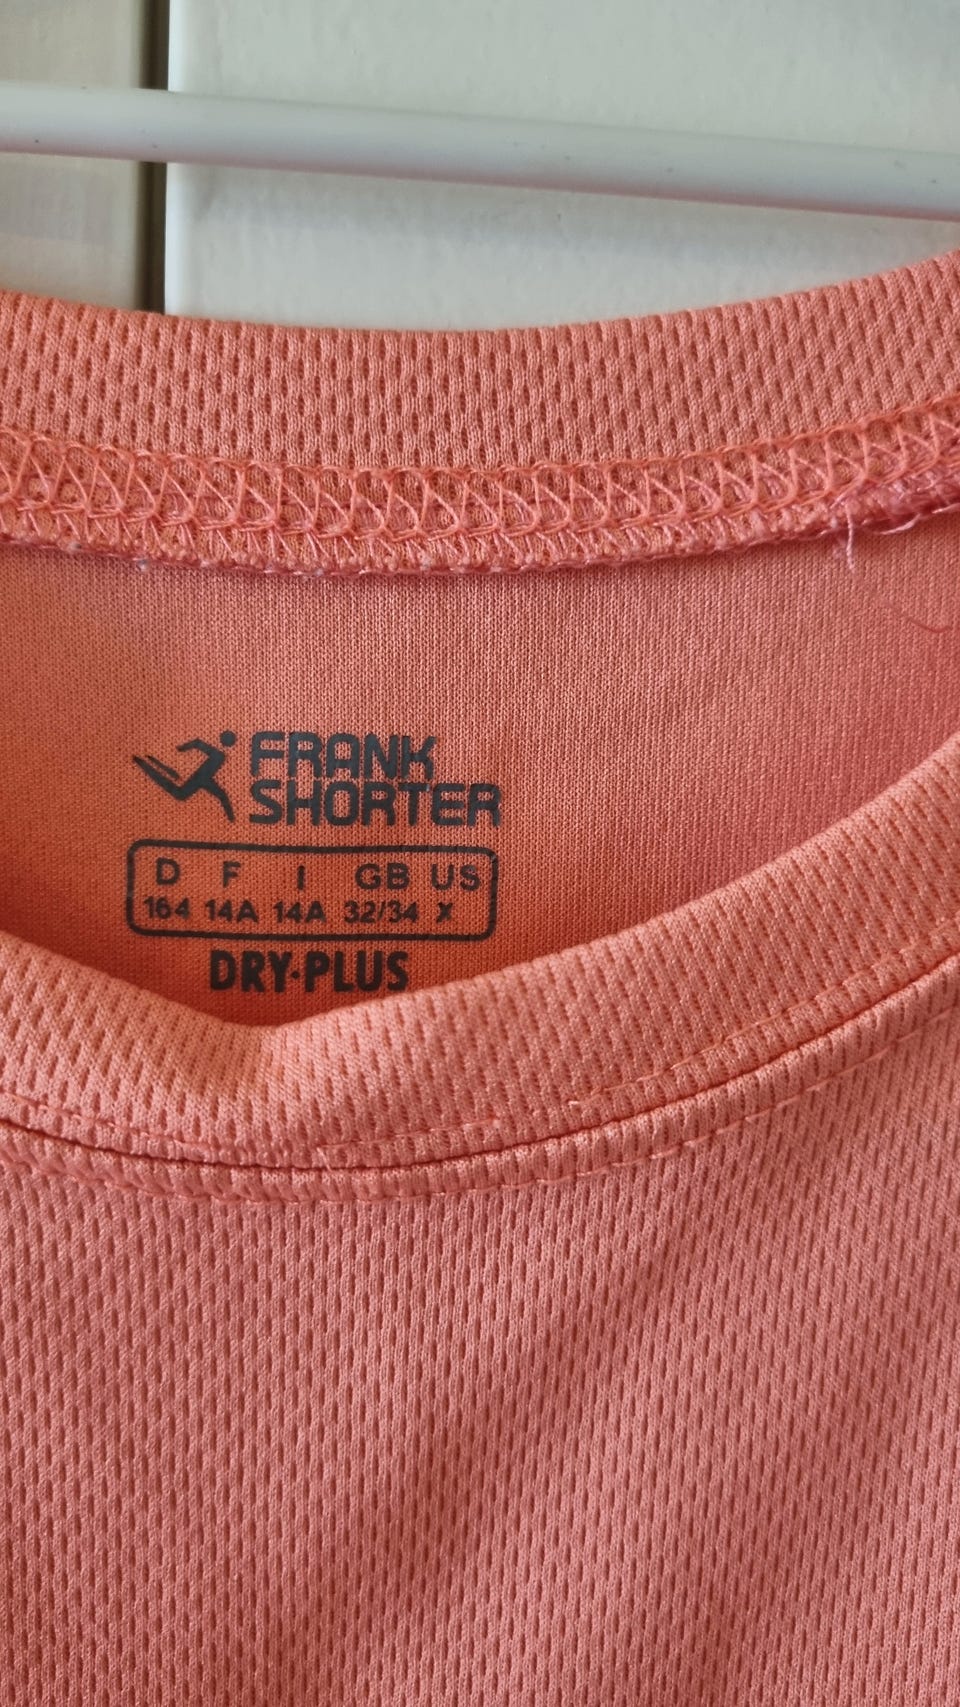 FRANK
SHORTER
D F I GB US
164 14A 14A 32/34 X
DRY·PLUS